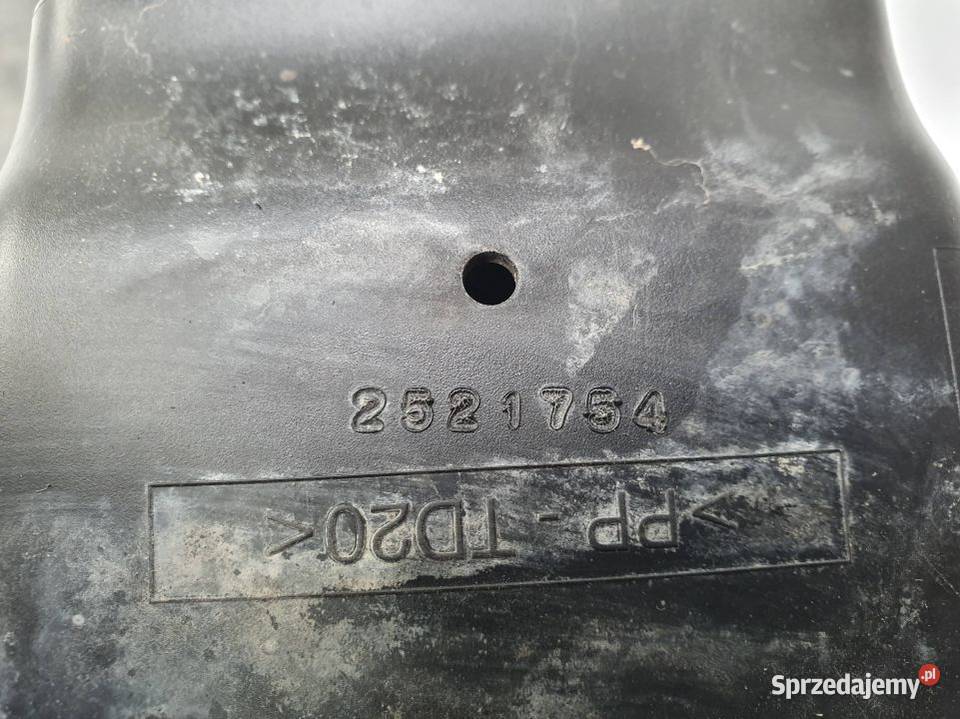 2521754
>PP - TD20<
Sprzedajemy.pl